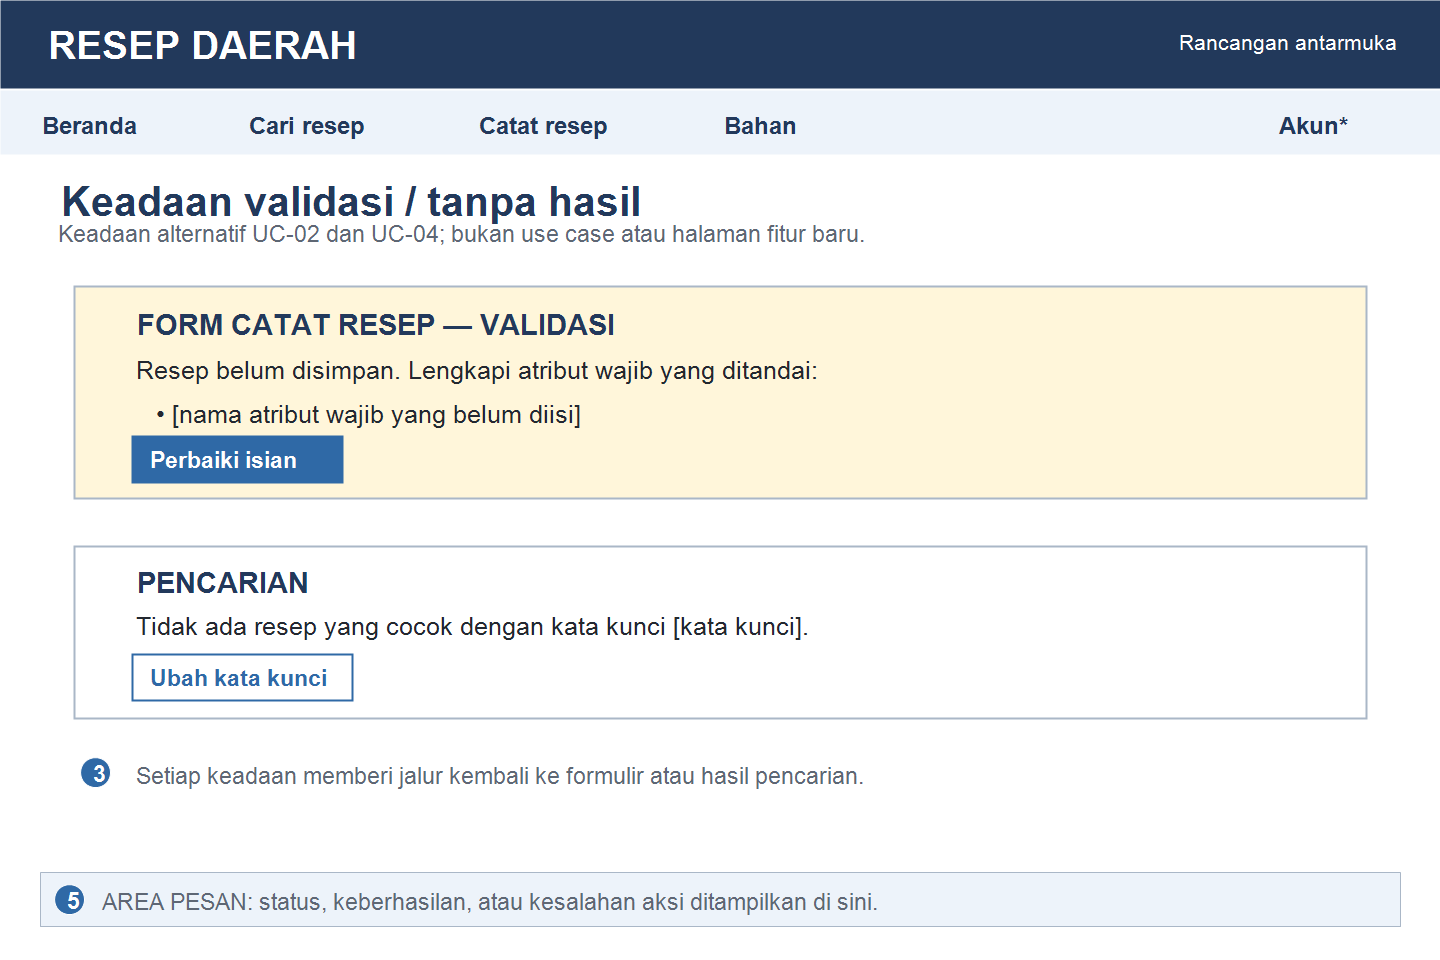 RESEP DAERAH
Rancangan antarmuka
Beranda
Cari resep
Catat resep
Bahan
Akun*
Keadaan validasi / tanpa hasil
Keadaan alternatif UC-02 dan UC-04; bukan use case atau halaman fitur baru.
FORM CATAT RESEP — VALIDASI
Resep belum disimpan. Lengkapi atribut wajib yang ditandai:
• [nama atribut wajib yang belum diisi]
Perbaiki isian
PENCARIAN
Tidak ada resep yang cocok dengan kata kunci [kata kunci].
Ubah kata kunci
3 Setiap keadaan memberi jalur kembali ke formulir atau hasil pencarian.
5 AREA PESAN: status, keberhasilan, atau kesalahan aksi ditampilkan di sini.